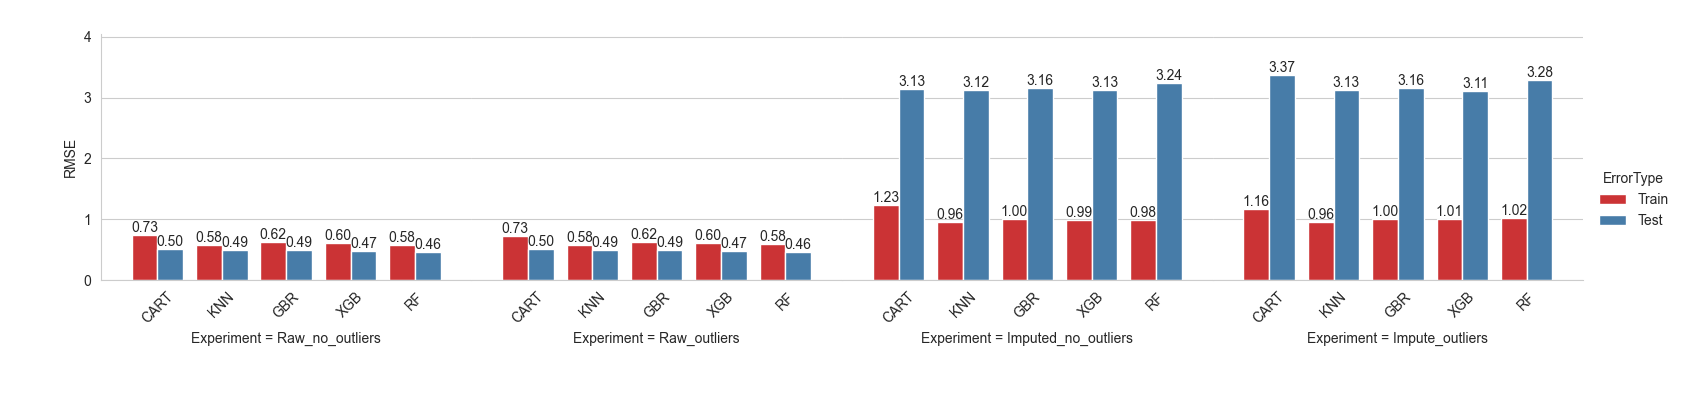 4
3
2
1
0
RMSE
0.73 0.50 0.58 0.49 0.62 0.49 0.60 0.47 0.58 0.46
0.73 0.50 0.58 0.49 0.62 0.49 0.60 0.47 0.58 0.46
1.23 3.13 0.96 3.12 1.00 3.16 0.99 3.13 0.98 3.24
1.16 3.37 0.96 3.13 1.00 3.16 1.01 3.11 1.02 3.28
CART KNN GBR XGB RF
CART KNN GBR XGB RF
CART KNN GBR XGB RF
CART KNN GBR XGB RF
Experiment = Raw_no_outliers
Experiment = Raw_outliers
Experiment = Imputed_no_outliers
Experiment = Impute_outliers
ErrorType
Train
Test